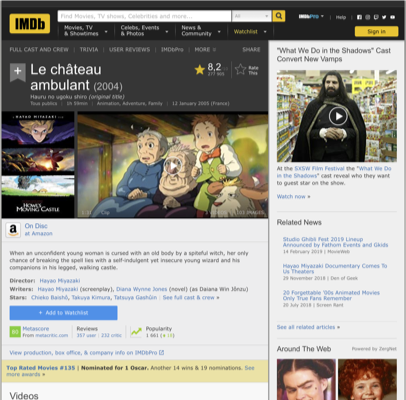 IMDb
Find Movies, TV shows, Celebrities and more...
All
IMDbPro
Help
Movies, TV
& Showtimes
Celebs, Events
& Photos
News &
Community
Watchlist
Sign in
FULL CAST AND CREW | TRIVIA | USER REVIEWS | IMDbPro | MORE
SHARE
Le château
ambulant (2004)
8,2
Rate
This
Hauru no ugoku shiro (original title)
Tous publics | 1h 59min | Animation, Adventure, Family | 12 January 2005 (France)
HOWL'S
MOVING CASTLE
On Disc
at Amazon
When an unconfident young woman is cursed with an old body by a spiteful witch, her only
chance of breaking the spell lies with a self-indulgent yet insecure young wizard and his
companions in his legged, walking castle.
Director: Hayao Miyazaki
Writers: Hayao Miyazaki (screenplay), Diana Wynne Jones (novel) (as Daiana Win Jônzu)
Stars: Chieko Baishô, Takuya Kimura, Tatsuya Gashûin | See full cast & crew »
+ Add to Watchlist
80
Metascore
From metacritic.com
Reviews
357 user | 232 critic
Popularity
View production, box office, & company info on IMDbPro
Top Rated Movies #135 | Nominated for 1 Oscar. Another 14 wins & 19 nominations. See
more awards »
Videos
"What We Do in the Shadows" Cast
Convert New Vamps
At the SXSW Film Festival the "What We Do
in the Shadows" cast reveal who they want
to guest star on the show.
Watch now »
Related News
Studio Ghibli Fest 2019 Lineup
Announced by Fathom Events and Gkids
14 February 2019 | MovieWeb
Hayao Miyazaki Documentary Comes To
Us Theaters
29 November 2018 | Den of Geek
20 Forgettable '00s Animated Movies
Only True Fans Remember
20 July 2018 | Screen Rant
See all related articles »
Around The Web
Powered by ZergNet